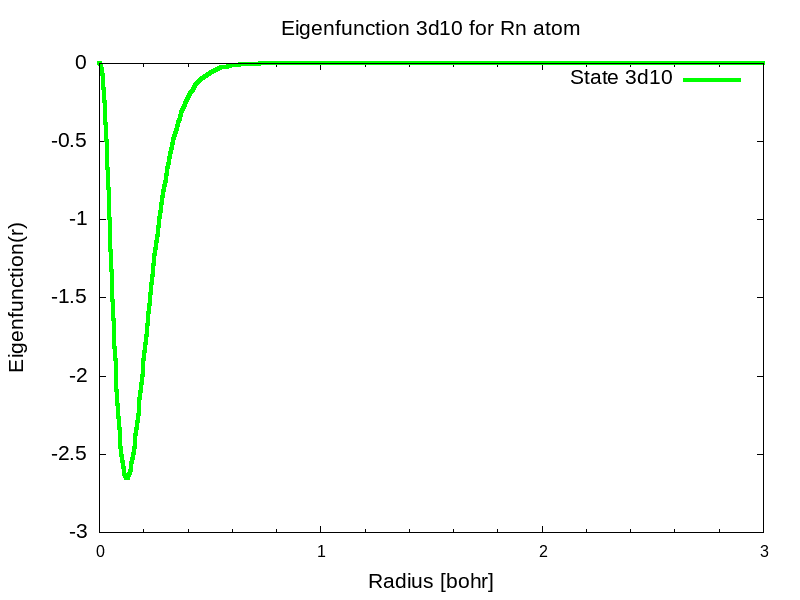 Eigenfunction 3d10 for Rn atom
State 3d10
0
-0.5
-1
-1.5
-2
-2.5
-3
Eigenfunction(r)
0 1 2 3
Radius [bohr]